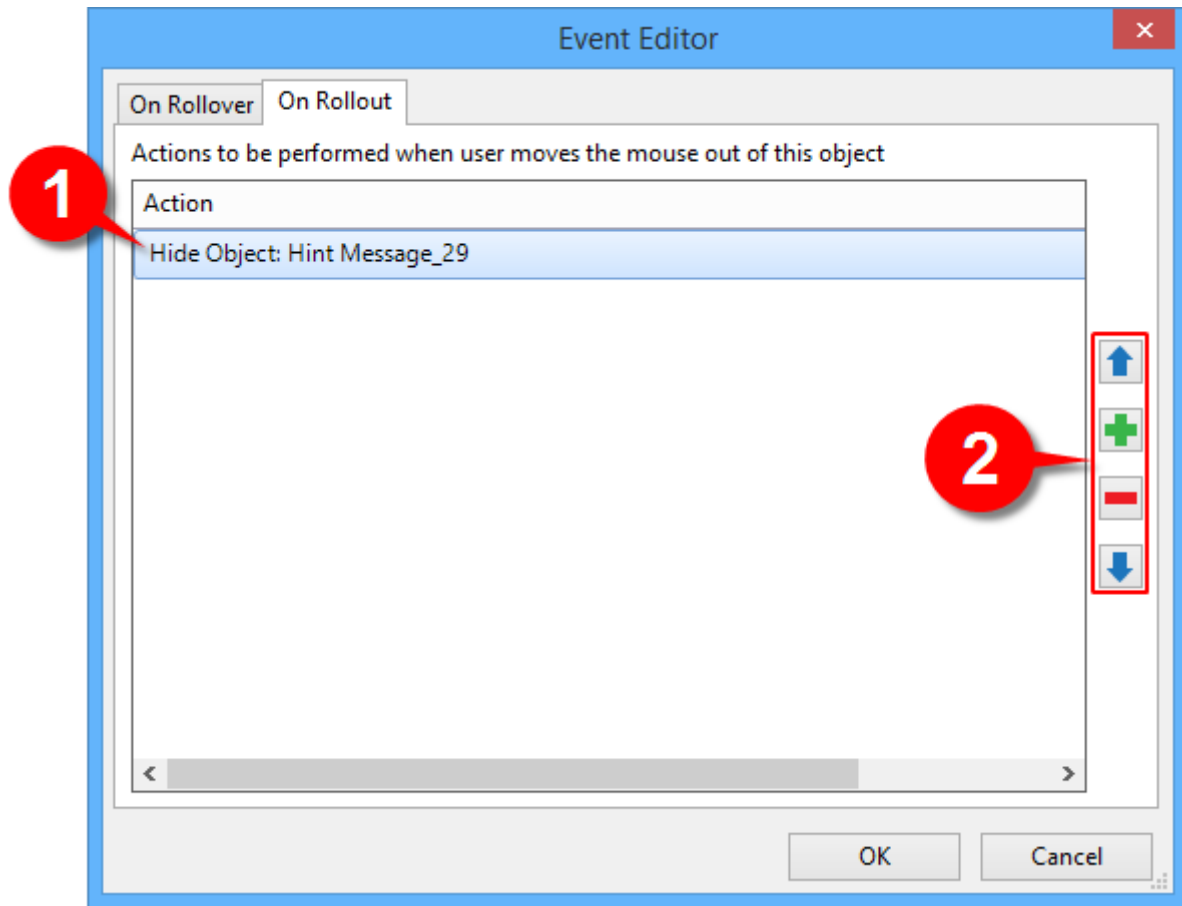 Event Editor
On Rollover
On Rollout
Actions to be performed when user moves the mouse out of this object
1
Action
Hide Object: Hint Message_29
2
OK
Cancel